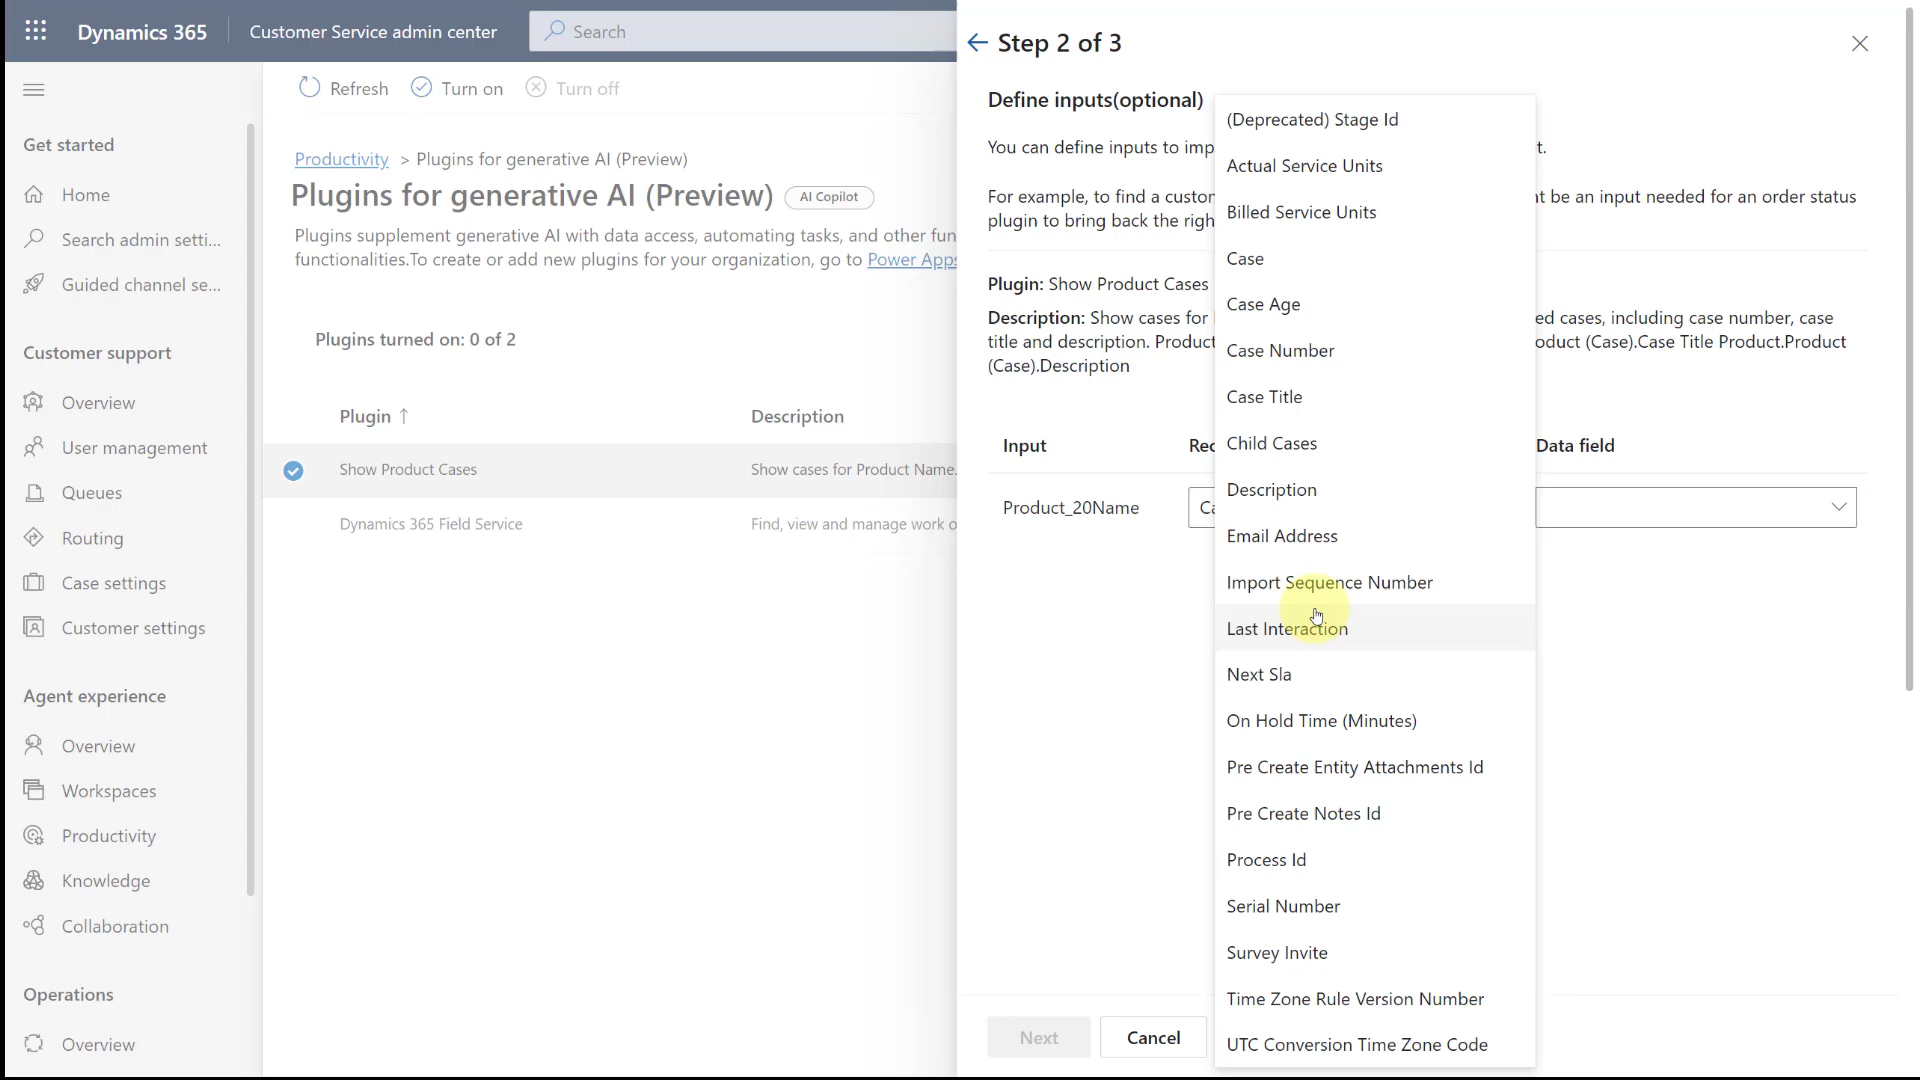 Dynamics 365
Customer Service admin center
Search
Refresh
Turn on
Turn off
Get started
Home
Search admin setti...
Guided channel se...
Customer support
Overview
User management
Queues
Routing
Case settings
Customer settings
Agent experience
Overview
Workspaces
Productivity
Knowledge
Collaboration
Operations
Overview
Productivity > Plugins for generative AI (Preview)
Plugins for generative AI (Preview)
AI Copilot
Plugins supplement generative AI with data access, automating tasks, and other fun
functionalities.To create or add new plugins for your organization, go to Power Apps
Plugins turned on: 0 of 2
Plugin ↑ Description
Show Product Cases Show cases for Product Name.
Dynamics 365 Field Service Find, view and manage work o
Step 2 of 3
Define inputs(optional)
You can define inputs to imp t.
For example, to find a custor t be an input needed for an order status
plugin to bring back the righ
Plugin: Show Product Cases
Description: Show cases for ed cases, including case number, case
title and description. Product oduct (Case).Case Title Product.Product
(Case).Description
Input Rec Data field
Product_20Name Ca
(Deprecated) Stage Id
Actual Service Units
Billed Service Units
Case
Case Age
Case Number
Case Title
Child Cases
Description
Email Address
Import Sequence Number
Last Interaction
Next Sla
On Hold Time (Minutes)
Pre Create Entity Attachments Id
Pre Create Notes Id
Process Id
Serial Number
Survey Invite
Time Zone Rule Version Number
UTC Conversion Time Zone Code
Next
Cancel